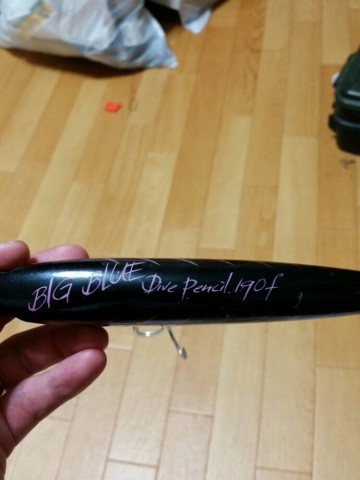 BIG BLUE Dive Pencil 190f